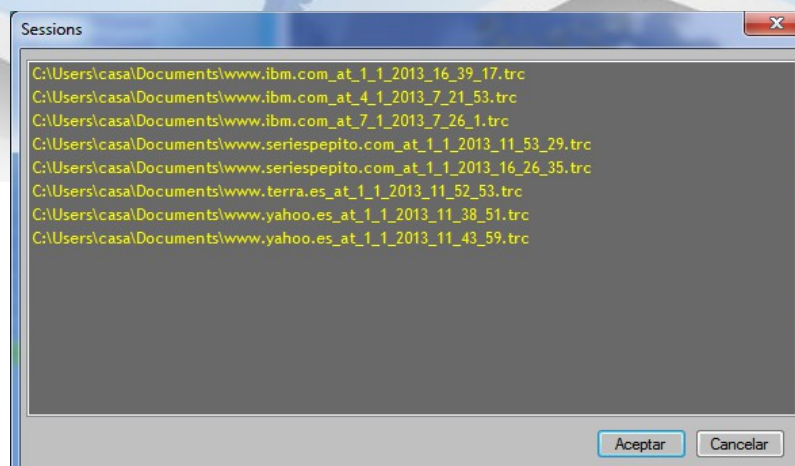 Sessions
C:\Users\casa\Documents\www.ibm.com_at_1_1_2013_16_39_17.trc
C:\Users\casa\Documents\www.ibm.com_at_4_1_2013_7_21_53.trc
C:\Users\casa\Documents\www.ibm.com_at_7_1_2013_7_26_1.trc
C:\Users\casa\Documents\www.seriespepito.com_at_1_1_2013_11_53_29.trc
C:\Users\casa\Documents\www.seriespepito.com_at_1_1_2013_16_26_35.trc
C:\Users\casa\Documents\www.terra.es_at_1_1_2013_11_52_53.trc
C:\Users\casa\Documents\www.yahoo.es_at_1_1_2013_11_38_51.trc
C:\Users\casa\Documents\www.yahoo.es_at_1_1_2013_11_43_59.trc
Aceptar Cancelar